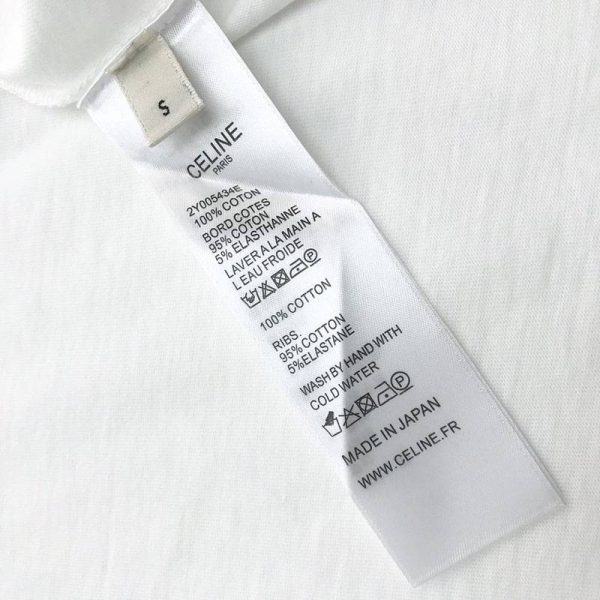 S
CELINE
PARIS
2Y005434E
100% COTON
BORD COTES
95% COTON
5% ELASTHANNE
LAVER A LA MAIN A
L'EAU FROIDE
100% COTTON
RIBS.
95% COTTON
5%ELASTANE
WASH BY HAND WITH
COLD WATER
MADE IN JAPAN
WWW.CELINE.FR